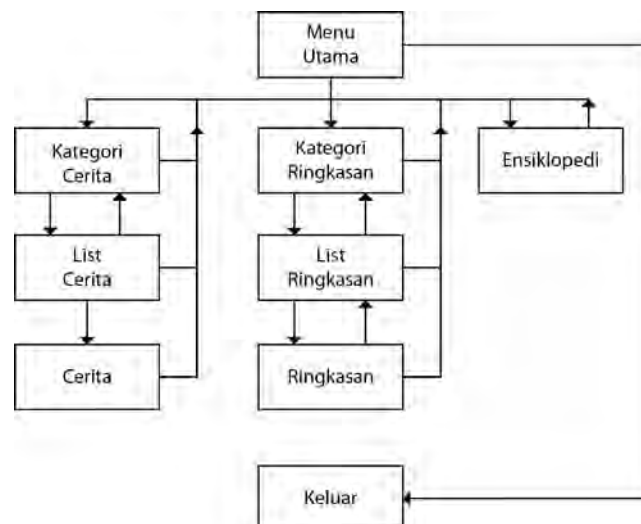 Menu
Utama
Kategori
Cerita
Kategori
Ringkasan
Ensiklopedi
List
Cerita
List
Ringkasan
Cerita
Ringkasan
Keluar